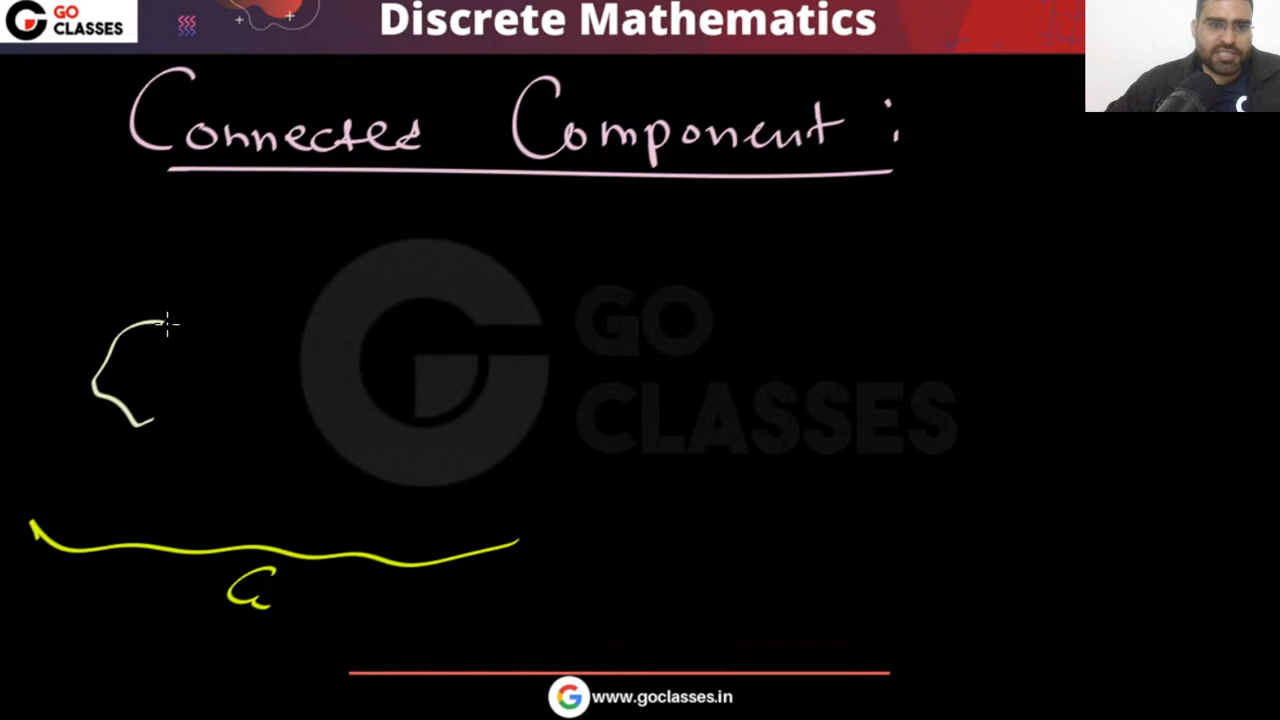 GO
CLASSES
Discrete Mathematics
Connected Component :
GO
CLASSES
G
www.goclasses.in